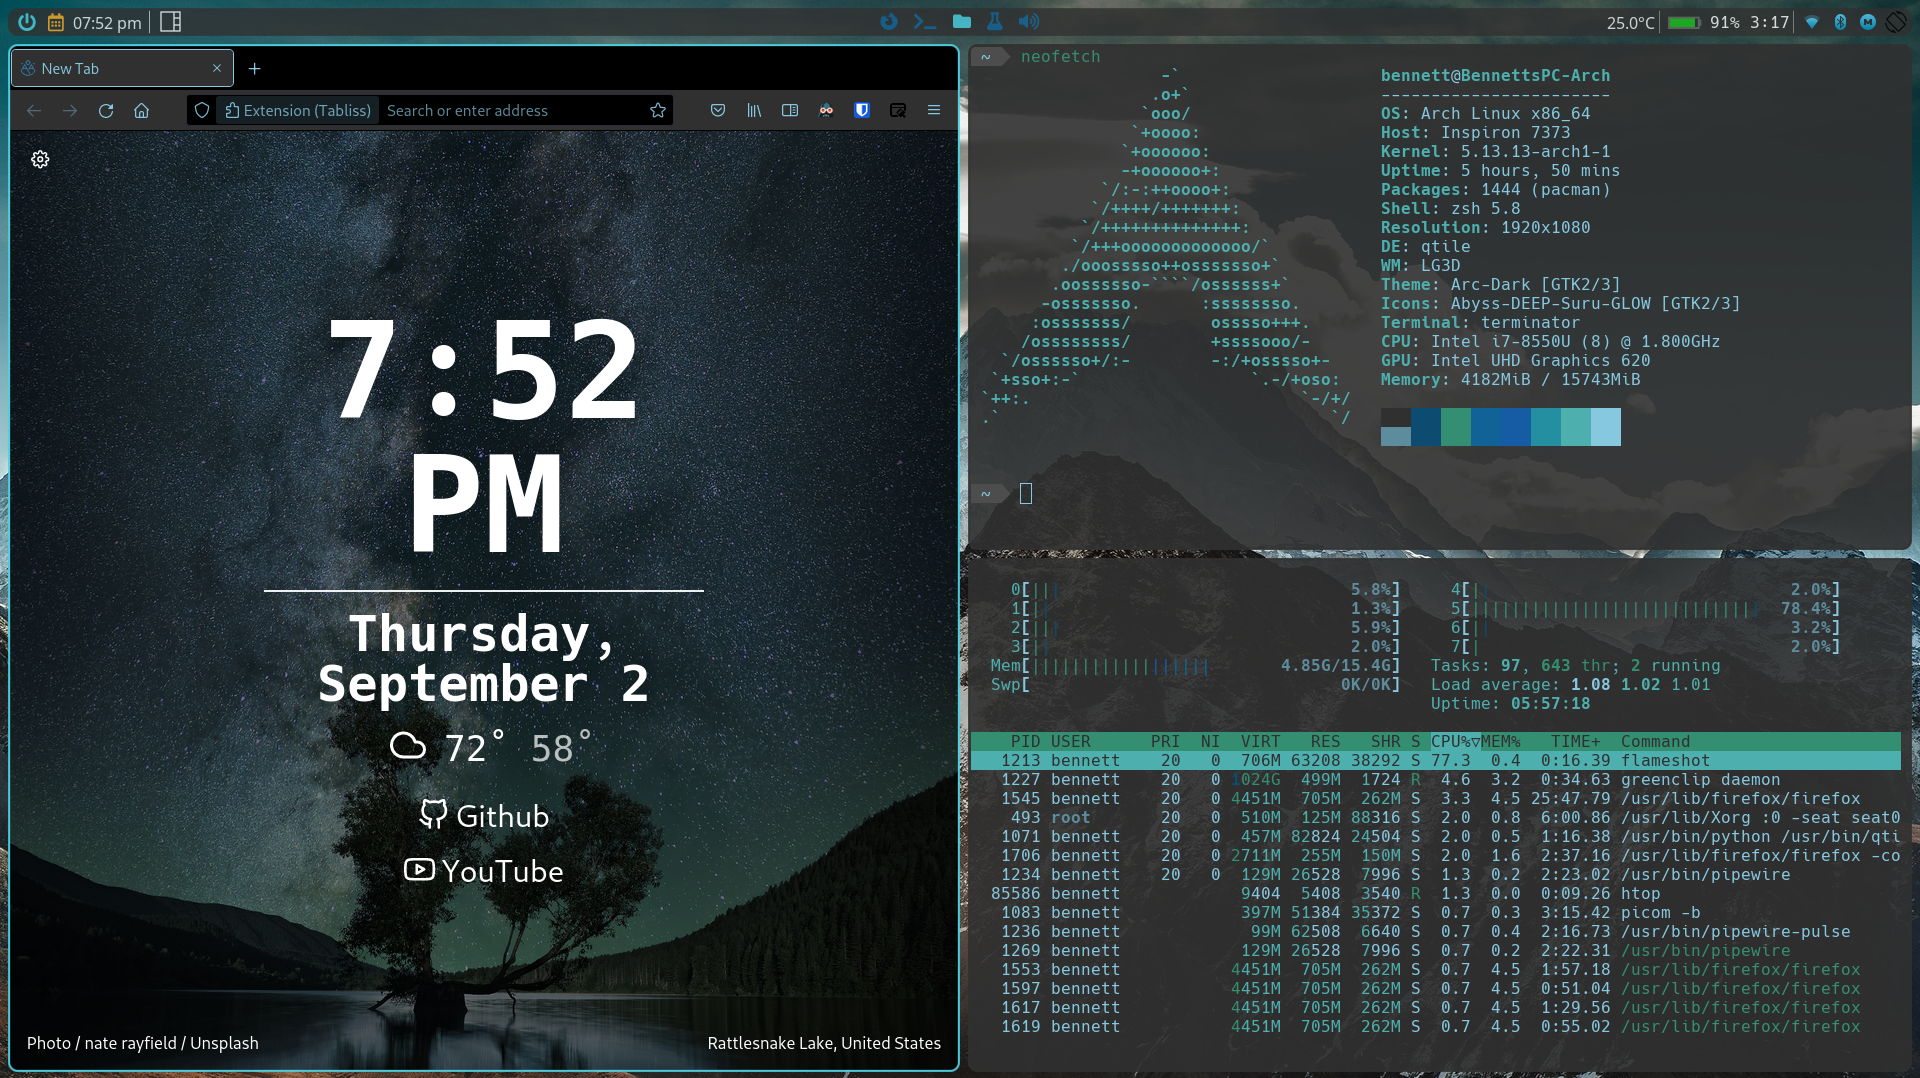 07:52 pm
25.0°C
91% 3:17
New Tab
Extension (Tabliss) Search or enter address
7:52
PM
Thursday,
September 2
72° 58°
Github
YouTube
Photo / nate rayfield / Unsplash
Rattlesnake Lake, United States
~ neofetch
bennett@BennettsPC-Arch
-----------------------
OS: Arch Linux x86_64
Host: Inspiron 7373
Kernel: 5.13.13-arch1-1
Uptime: 5 hours, 50 mins
Packages: 1444 (pacman)
Shell: zsh 5.8
Resolution: 1920x1080
DE: qtile
WM: LG3D
Theme: Arc-Dark [GTK2/3]
Icons: Abyss-DEEP-Suru-GLOW [GTK2/3]
Terminal: terminator
CPU: Intel i7-8550U (8) @ 1.800GHz
GPU: Intel UHD Graphics 620
Memory: 4182MiB / 15743MiB
~
0[||| 5.8%] 4[| 2.0%]
1[| 1.3%] 5[|||||||||||||||||||||||||||| 78.4%]
2[||| 5.9%] 6[|| 3.2%]
3[|| 2.0%] 7[| 2.0%]
Mem[|||||||||||||||||| 4.85G/15.4G] Tasks: 97, 643 thr; 2 running
Swp[ 0K/0K] Load average: 1.08 1.02 1.01
Uptime: 05:57:18
PID USER PRI NI VIRT RES SHR S CPU%▽MEM% TIME+ Command
1213 bennett 20 0 706M 63208 38292 S 77.3 0.4 0:16.39 flameshot
1227 bennett 20 0 1024G 499M 1724 R 4.6 3.2 0:34.63 greenclip daemon
1545 bennett 20 0 4451M 705M 262M S 3.3 4.5 25:47.79 /usr/lib/firefox/firefox
493 root 20 0 510M 125M 88316 S 2.0 0.8 6:00.86 /usr/lib/Xorg :0 -seat seat0
1071 bennett 20 0 457M 82824 24504 S 2.0 0.5 1:16.38 /usr/bin/python /usr/bin/qti
1706 bennett 20 0 2711M 255M 150M S 2.0 1.6 2:37.16 /usr/lib/firefox/firefox -co
1234 bennett 20 0 129M 26528 7996 S 1.3 0.2 2:23.02 /usr/bin/pipewire
85586 bennett 9404 5408 3540 R 1.3 0.0 0:09.26 htop
1083 bennett 397M 51384 35372 S 0.7 0.3 3:15.42 picom -b
1236 bennett 99M 62508 6640 S 0.7 0.4 2:16.73 /usr/bin/pipewire-pulse
1269 bennett 129M 26528 7996 S 0.7 0.2 2:22.31 /usr/bin/pipewire
1553 bennett 4451M 705M 262M S 0.7 4.5 1:57.18 /usr/lib/firefox/firefox
1597 bennett 4451M 705M 262M S 0.7 4.5 0:51.04 /usr/lib/firefox/firefox
1617 bennett 4451M 705M 262M S 0.7 4.5 1:29.56 /usr/lib/firefox/firefox
1619 bennett 4451M 705M 262M S 0.7 4.5 0:55.02 /usr/lib/firefox/firefox